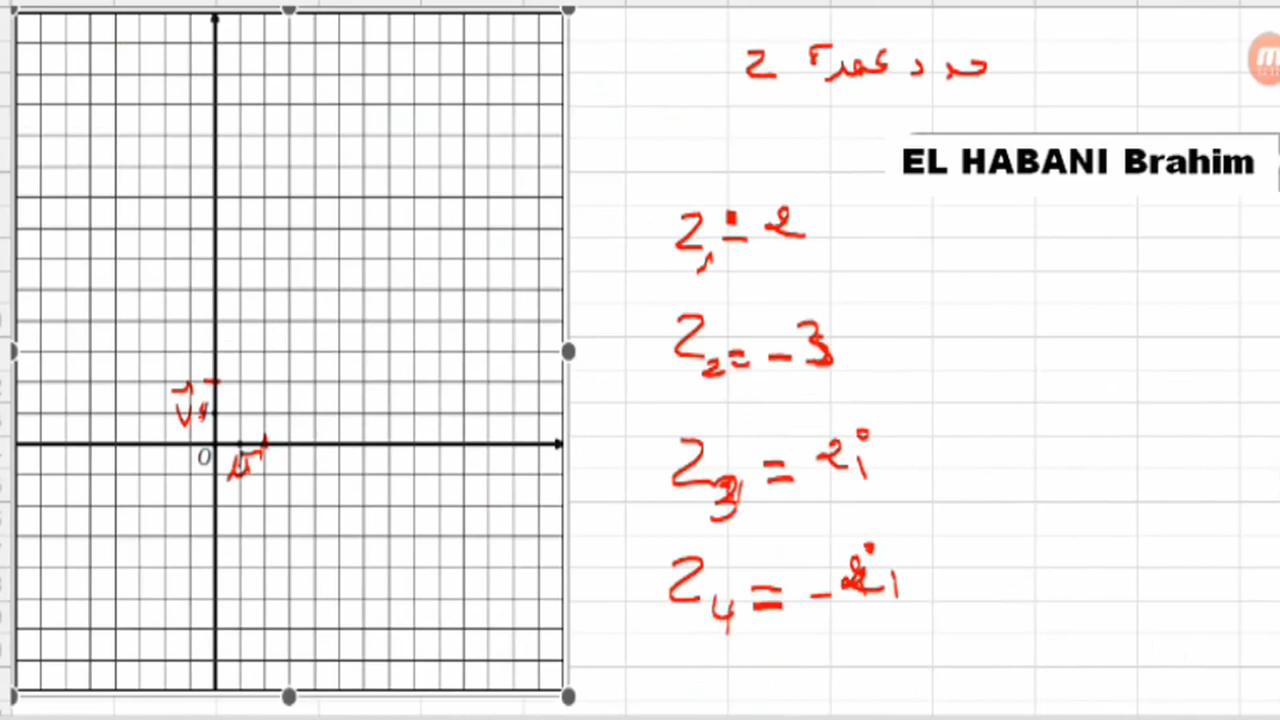 حدد عمدة z
EL HABANI Brahim
z₁ = 2
z₂ = -3
z₃ = 2i
z₄ = -2i
v
O
u